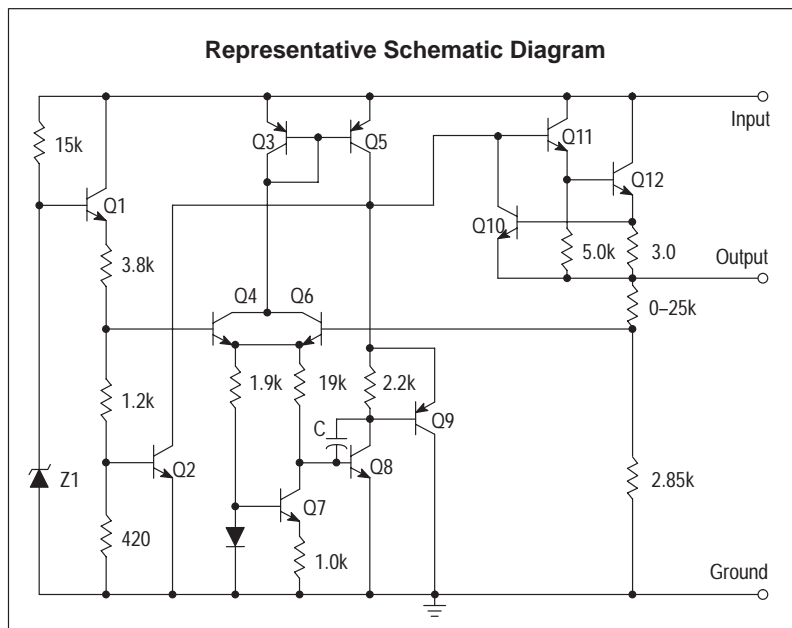 Representative Schematic Diagram
Input
15k
Q3
Q5
Q11
Q12
Q1
Q10
3.8k
5.0k
3.0
Output
Q4
Q6
0–25k
1.9k
19k
2.2k
1.2k
C
Q9
Z1
Q2
Q8
2.85k
Q7
420
1.0k
Ground